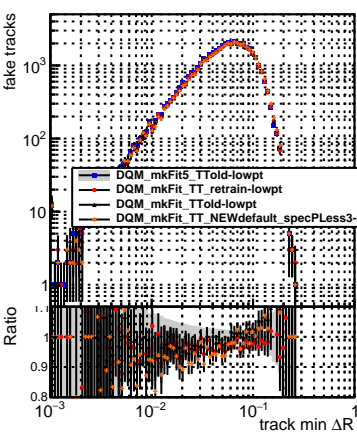 fake tracks
10³
10²
10
1
DQM_mkFit5_TTold-lowpt
DQM_mkFit_TT_retrain-lowpt
DQM_mkFit_TTold-lowpt
DQM_mkFit_TT_NEWdefault_specPLess3-
Ratio
1.1
1
0.9
0.8
10⁻³ 10⁻² 10⁻¹ 1
track min ΔR